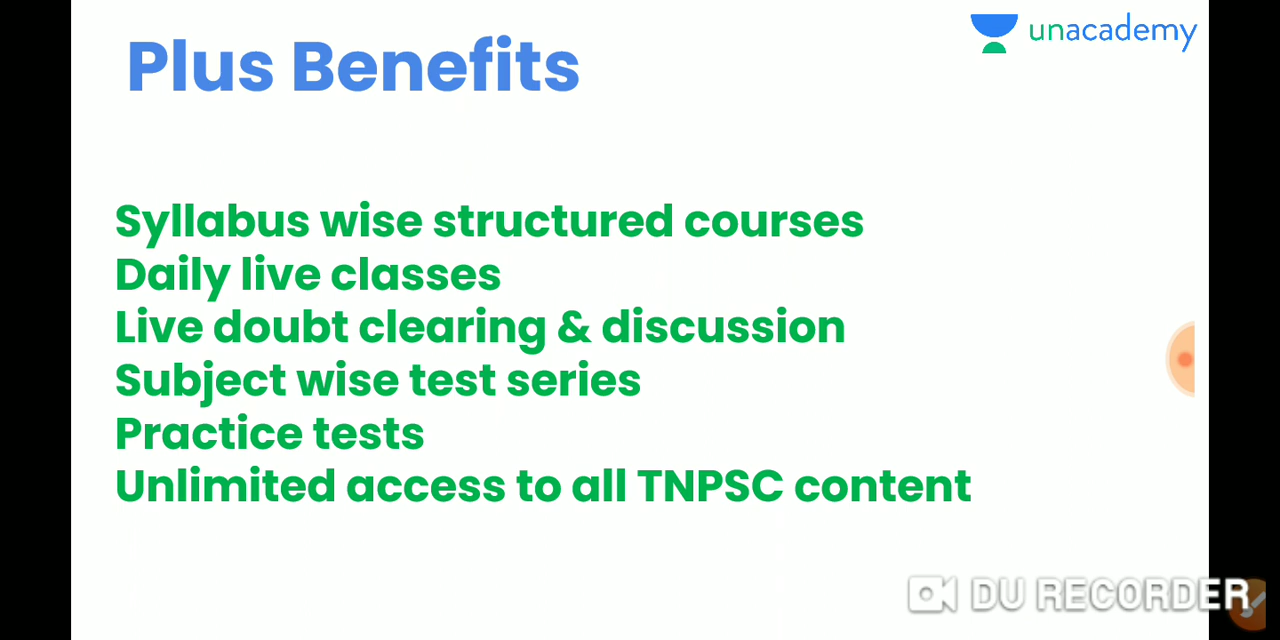 unacademy
Plus Benefits
Syllabus wise structured courses
Daily live classes
Live doubt clearing & discussion
Subject wise test series
Practice tests
Unlimited access to all TNPSC content
DU RECORDER